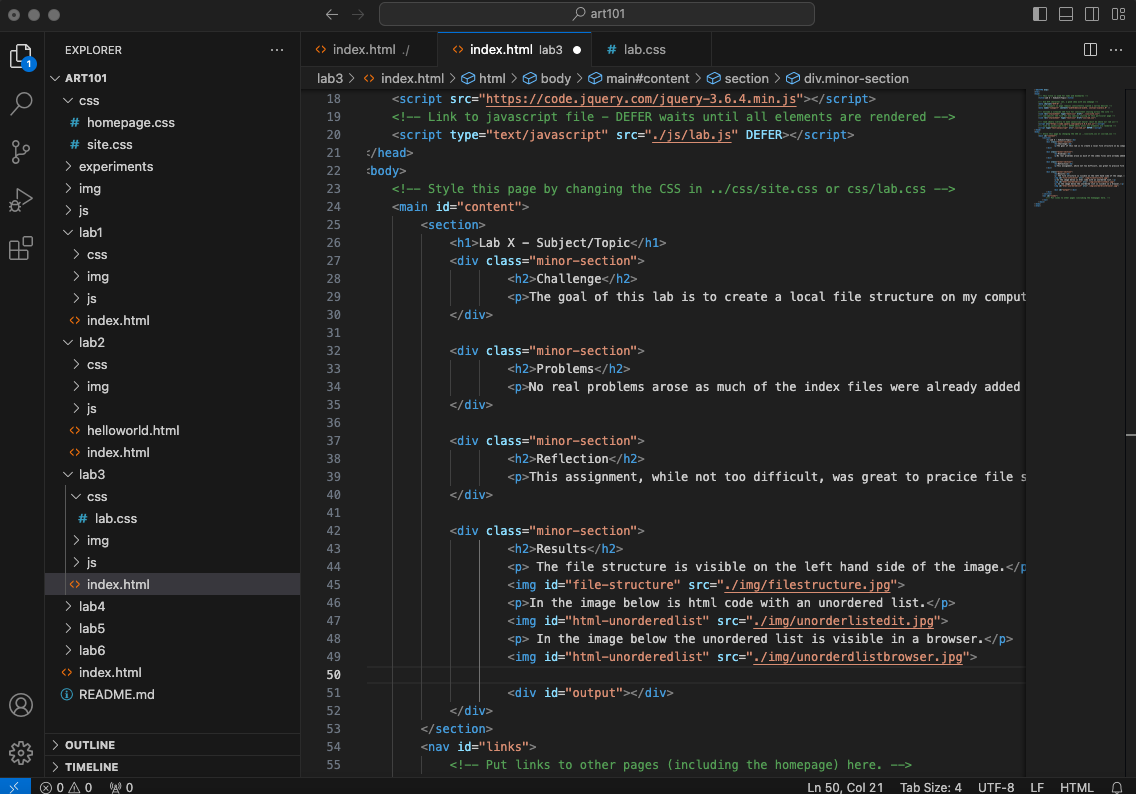 art101
EXPLORER
ART101
css
homepage.css
site.css
experiments
img
js
lab1
css
img
js
index.html
lab2
css
img
js
helloworld.html
index.html
lab3
css
lab.css
img
js
index.html
lab4
lab5
lab6
index.html
README.md
OUTLINE
TIMELINE
1
index.html ./
index.html lab3
lab.css
lab3 > index.html > html > body > main#content > section > div.minor-section
18 <script src="https://code.jquery.com/jquery-3.6.4.min.js"></script>
19 <!-- Link to javascript file - DEFER waits until all elements are rendered -->
20 <script type="text/javascript" src="./js/lab.js" DEFER></script>
21 </head>
22 <body>
23 <!-- Style this page by changing the CSS in ../css/site.css or css/lab.css -->
24 <main id="content">
25 <section>
26 <h1>Lab X - Subject/Topic</h1>
27 <div class="minor-section">
28 <h2>Challenge</h2>
29 <p>The goal of this lab is to create a local file structure on my comput
30 </div>
31
32 <div class="minor-section">
33 <h2>Problems</h2>
34 <p>No real problems arose as much of the index files were already added
35 </div>
36
37 <div class="minor-section">
38 <h2>Reflection</h2>
39 <p>This assignment, while not too difficult, was great to pracice file s
40 </div>
41
42 <div class="minor-section">
43 <h2>Results</h2>
44 <p> The file structure is visible on the left hand side of the image.</p
45 <img id="file-structure" src="./img/filestructure.jpg">
46 <p>In the image below is html code with an unordered list.</p>
47 <img id="html-unorderedlist" src="./img/unorderlistedit.jpg">
48 <p> In the image below the unordered list is visible in a browser.</p>
49 <img id="html-unorderedlist" src="./img/unorderdlistbrowser.jpg">
50
51 <div id="output"></div>
52 </div>
53 </section>
54 <nav id="links">
55 <!-- Put links to other pages (including the homepage) here. -->
0 0 0
Ln 50, Col 21 Tab Size: 4 UTF-8 LF HTML